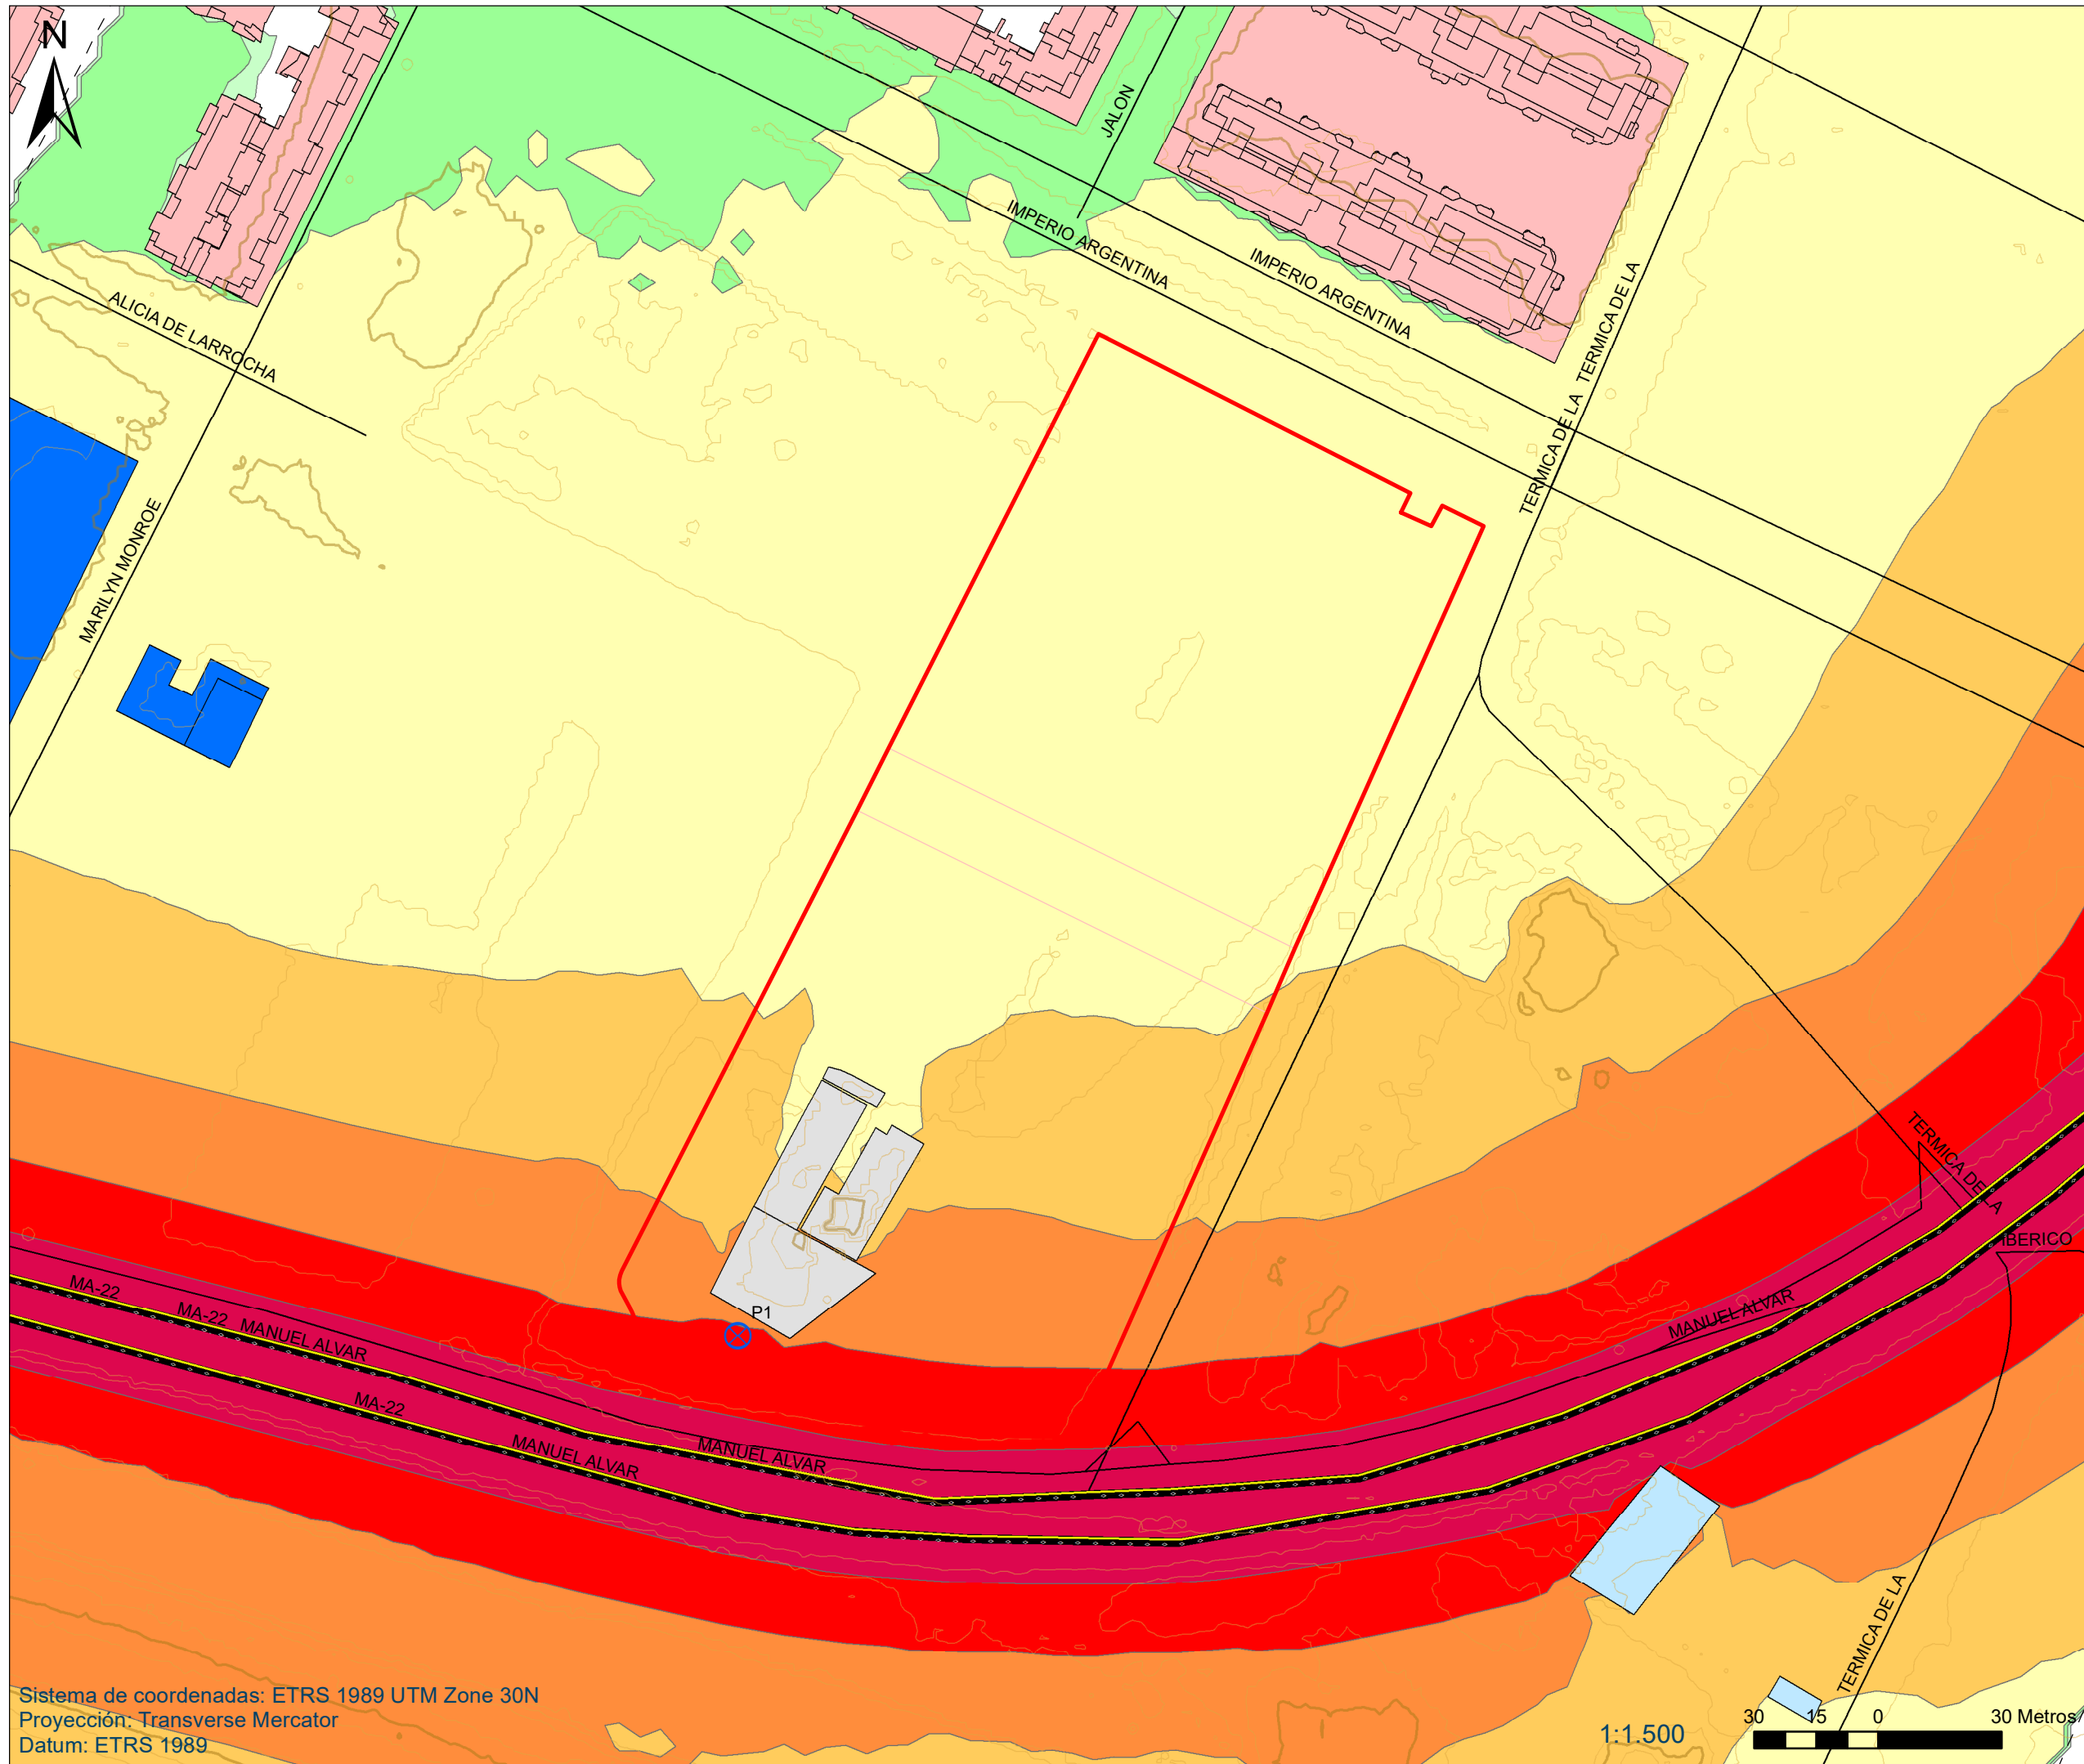 N
JALON
IMPERIO ARGENTINA
IMPERIO ARGENTINA
TERMICA DE LA
TERMICA DE LA
ALICIA DE LARROCHA
MARILYN MONROE
TERMICA DE LA
IBERICO
P1
MA-22
MA-22
MANUEL ALVAR
MANUEL ALVAR
MA-22
MANUEL ALVAR
MANUEL ALVAR
TERMICA DE LA
Sistema de coordenadas: ETRS 1989 UTM Zone 30N
Proyección: Transverse Mercator
Datum: ETRS 1989
1:1.500
30 15 0 30 Metros